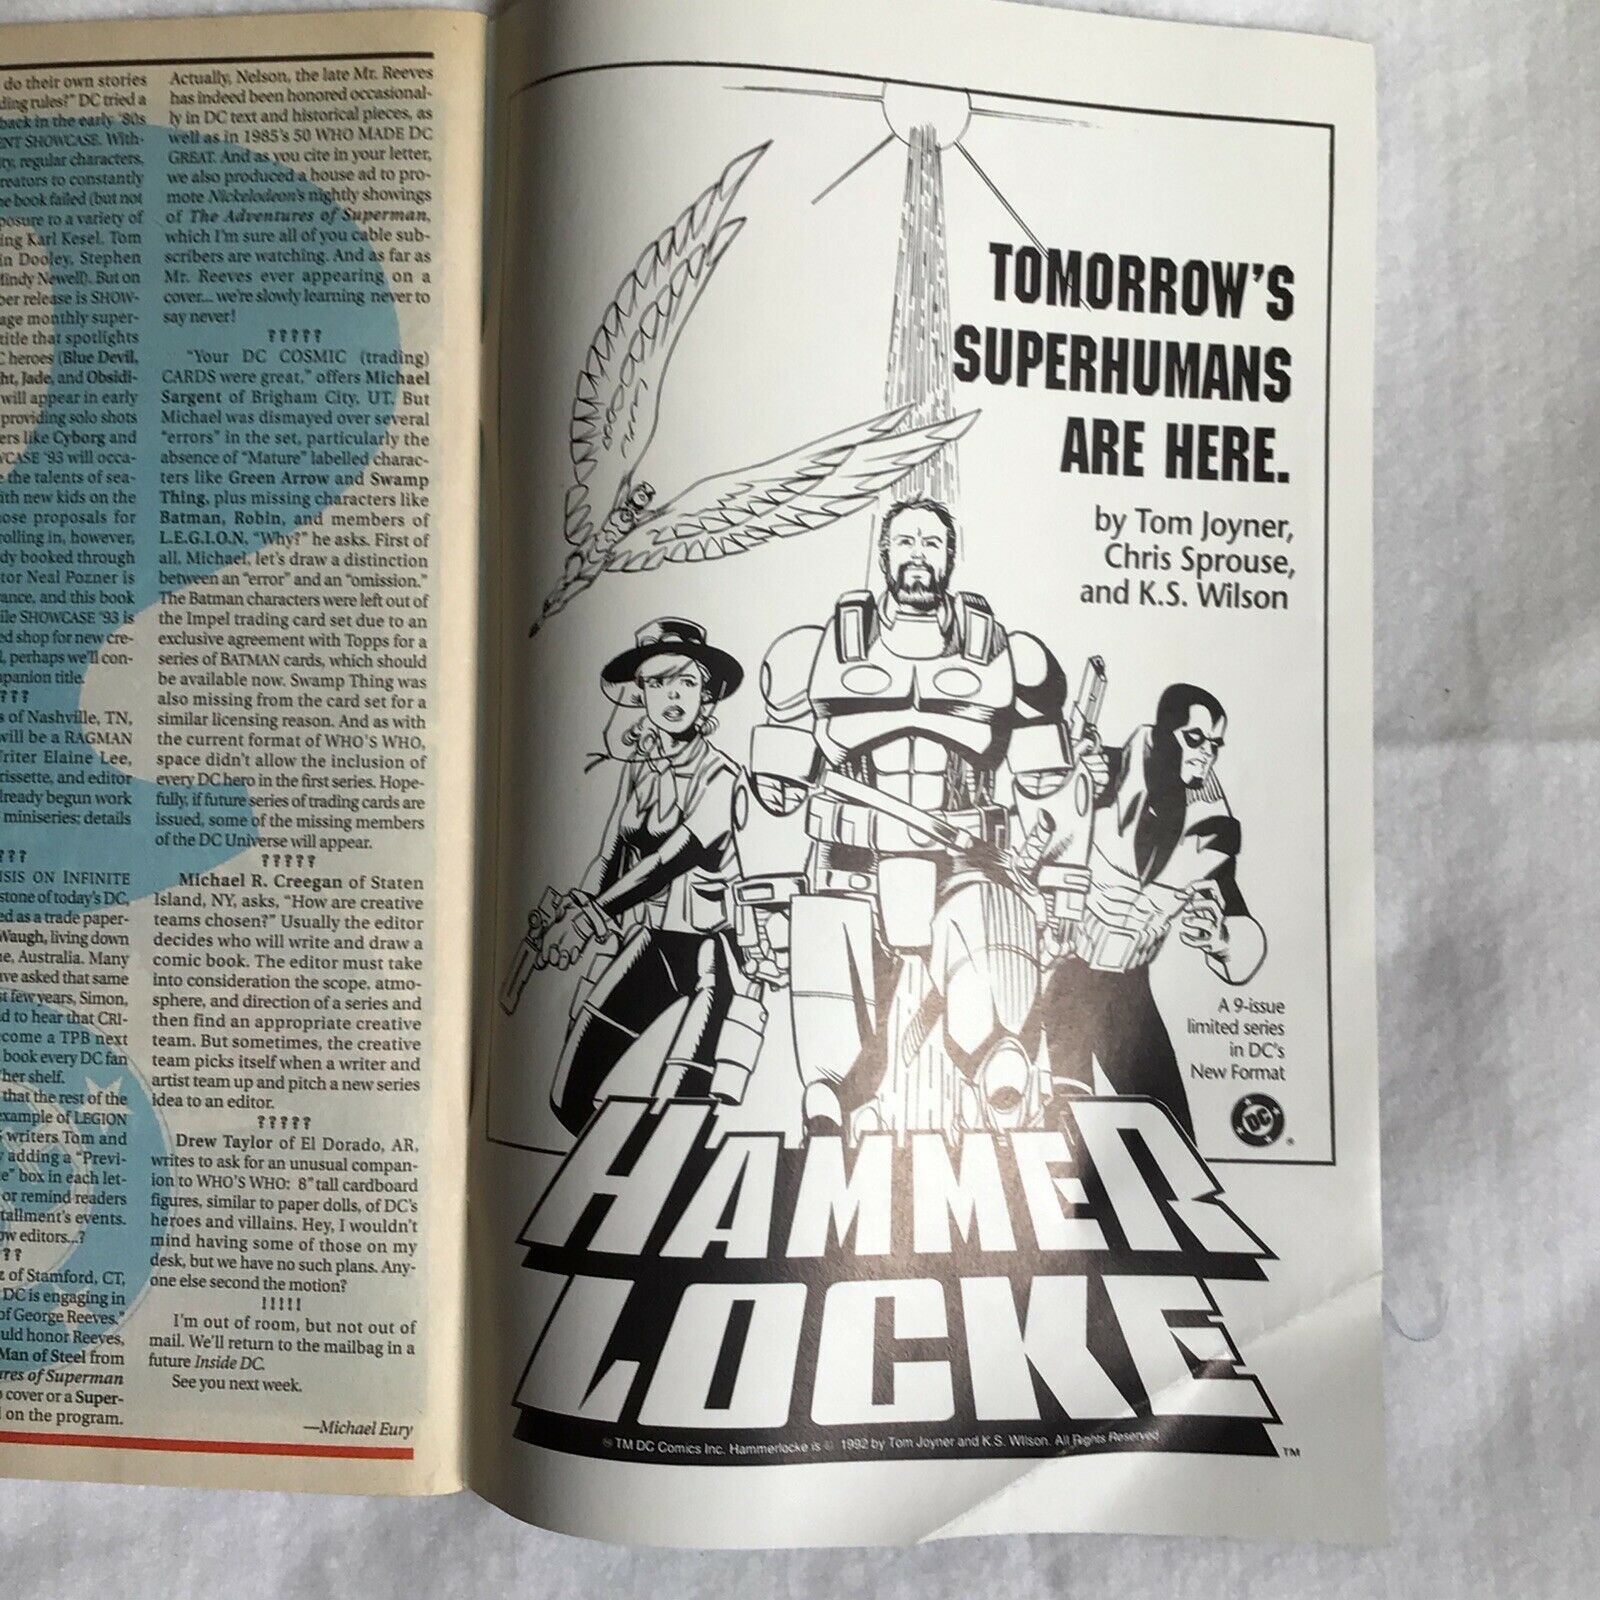 do their own stories
ding rules?" DC tried a
back in the early '80s
ENT SHOWCASE. With-
ty, regular characters,
reators to constantly
e book failed (but not
posure to a variety of
ing Karl Kesel, Tom
in Dooley, Stephen
Mindy Newell). But on
ber release is SHOW-
age monthly super-
title that spotlights
C heroes (Blue Devil,
ht, Jade, and Obsidi-
will appear in early
providing solo shots
ers like Cyborg and
WCASE '93 will occa-
e the talents of sea-
ith new kids on the
hose proposals for
rolling in, however,
dy booked through
tor Neal Pozner is
ance, and this book
ile SHOWCASE '93 is
ed shop for new cre-
l, perhaps we'll con-
mpanion title.
???
s of Nashville, TN,
will be a RAGMAN
riter Elaine Lee,
rissette, and editor
lready begun work
miniseries; details
???
ISIS ON INFINITE
stone of today's DC,
ed as a trade paper-
Waugh, living down
ne, Australia. Many
ave asked that same
st few years, Simon,
d to hear that CRI-
come a TPB next
book every DC fan
her shelf.
that the rest of the
example of LEGION
writers Tom and
y adding a "Previ-
e" box in each let-
or remind readers
tallment's events.
ow editors...?
??
z of Stamford, CT,
DC is engaging in
of George Reeves."
uld honor Reeves,
Man of Steel from
ures of Superman
cover or a Super-
on the program.
Actually, Nelson, the late Mr. Reeves
has indeed been honored occasional-
ly in DC text and historical pieces, as
well as in 1985's 50 WHO MADE DC
GREAT. And as you cite in your letter,
we also produced a house ad to pro-
mote Nickelodeon's nightly showings
of The Adventures of Superman,
which I'm sure all of you cable sub-
scribers are watching. And as far as
Mr. Reeves ever appearing on a
cover... we're slowly learning never to
say never!
?????
"Your DC COSMIC (trading)
CARDS were great," offers Michael
Sargent of Brigham City, UT. But
Michael was dismayed over several
"errors" in the set, particularly the
absence of "Mature" labelled charac-
ters like Green Arrow and Swamp
Thing, plus missing characters like
Batman, Robin, and members of
L.E.G.I.O.N. "Why?" he asks. First of
all, Michael, let's draw a distinction
between an "error" and an "omission."
The Batman characters were left out of
the Impel trading card set due to an
exclusive agreement with Topps for a
series of BATMAN cards, which should
be available now. Swamp Thing was
also missing from the card set for a
similar licensing reason. And as with
the current format of WHO'S WHO,
space didn't allow the inclusion of
every DC hero in the first series. Hope-
fully, if future series of trading cards are
issued, some of the missing members
of the DC Universe will appear.
?????
Michael R. Creegan of Staten
Island, NY, asks, "How are creative
teams chosen?" Usually the editor
decides who will write and draw a
comic book. The editor must take
into consideration the scope, atmo-
sphere, and direction of a series and
then find an appropriate creative
team. But sometimes, the creative
team picks itself when a writer and
artist team up and pitch a new series
idea to an editor.
?????
Drew Taylor of El Dorado, AR,
writes to ask for an unusual compan-
ion to WHO'S WHO: 8" tall cardboard
figures, similar to paper dolls, of DC's
heroes and villains. Hey, I wouldn't
mind having some of those on my
desk, but we have no such plans. Any-
one else second the motion?
!!!!!
I'm out of room, but not out of
mail. We'll return to the mailbag in a
future Inside DC.
See you next week.
—Michael Eury
TOMORROW'S
SUPERHUMANS
ARE HERE.
by Tom Joyner,
Chris Sprouse,
and K.S. Wilson
A 9-issue
limited series
in DC's
New Format
DC
®
HAMMER
LOCKE
TM
® TM DC Comics Inc. Hammerlocke is © 1992 by Tom Joyner and K.S. Wilson. All Rights Reserved